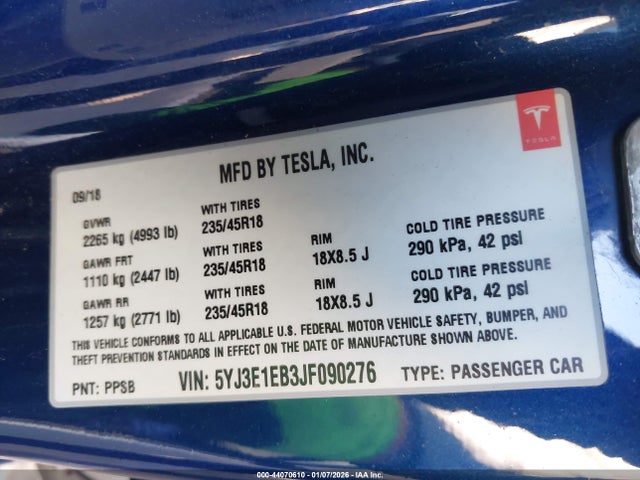 TESLA
MFD BY TESLA, INC.
09/18
GVWR
2265 kg (4993 lb)
WITH TIRES
235/45R18
GAWR FRT
1110 kg (2447 lb)
WITH TIRES
235/45R18
RIM
18X8.5 J
COLD TIRE PRESSURE
290 kPa, 42 psi
GAWR RR
1257 kg (2771 lb)
WITH TIRES
235/45R18
RIM
18X8.5 J
COLD TIRE PRESSURE
290 kPa, 42 psi
THIS VEHICLE CONFORMS TO ALL APPLICABLE U.S. FEDERAL MOTOR VEHICLE SAFETY, BUMPER, AND
THEFT PREVENTION STANDARDS IN EFFECT ON THE DATE OF MANUFACTURE SHOWN ABOVE.
PNT: PPSB VIN: 5YJ3E1EB3JF090276 TYPE: PASSENGER CAR
000-44070610 - 01/07/2026 - IAA Inc.